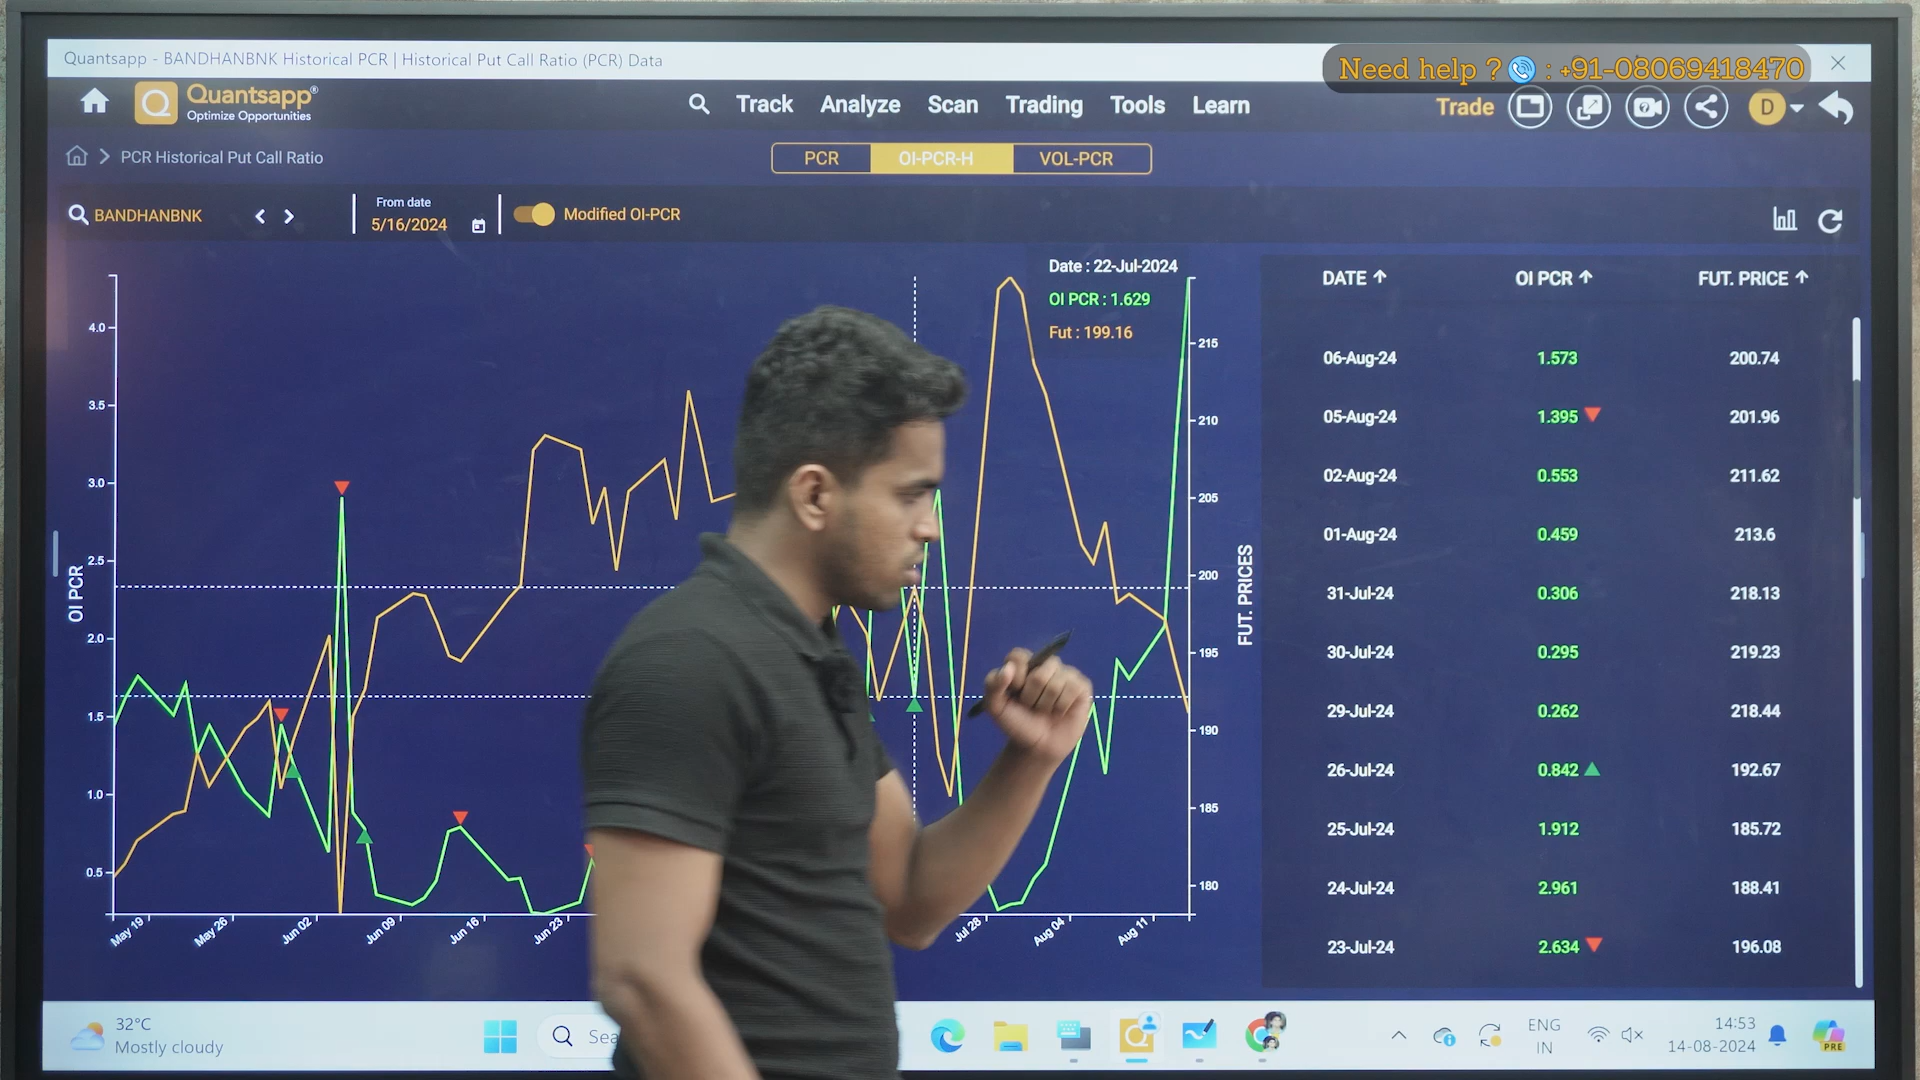 Quantsapp - BANDHANBNK Historical PCR | Historical Put Call Ratio (PCR) Data
Need help ? : +91-08069418470
Quantsapp®
Optimize Opportunities
Track Analyze Scan Trading Tools Learn
Trade
D
PCR Historical Put Call Ratio
PCR OI-PCR-H VOL-PCR
BANDHANBNK
From date
5/16/2024
Modified OI-PCR
Date : 22-Jul-2024
OI PCR : 1.629
Fut : 199.16
OI PCR
4.0
3.5
3.0
2.5
2.0
1.5
1.0
0.5
May 19 May 26 Jun 02 Jun 09 Jun 16 Jun 23 Jul 28 Aug 04 Aug 11
215
210
205
200
195
190
185
180
FUT. PRICES
DATE OI PCR FUT. PRICE
06-Aug-24 1.573 200.74
05-Aug-24 1.395 201.96
02-Aug-24 0.553 211.62
01-Aug-24 0.459 213.6
31-Jul-24 0.306 218.13
30-Jul-24 0.295 219.23
29-Jul-24 0.262 218.44
26-Jul-24 0.842 192.67
25-Jul-24 1.912 185.72
24-Jul-24 2.961 188.41
23-Jul-24 2.634 196.08
32°C
Mostly cloudy
Sea
ENG
IN
14:53
14-08-2024
PRE